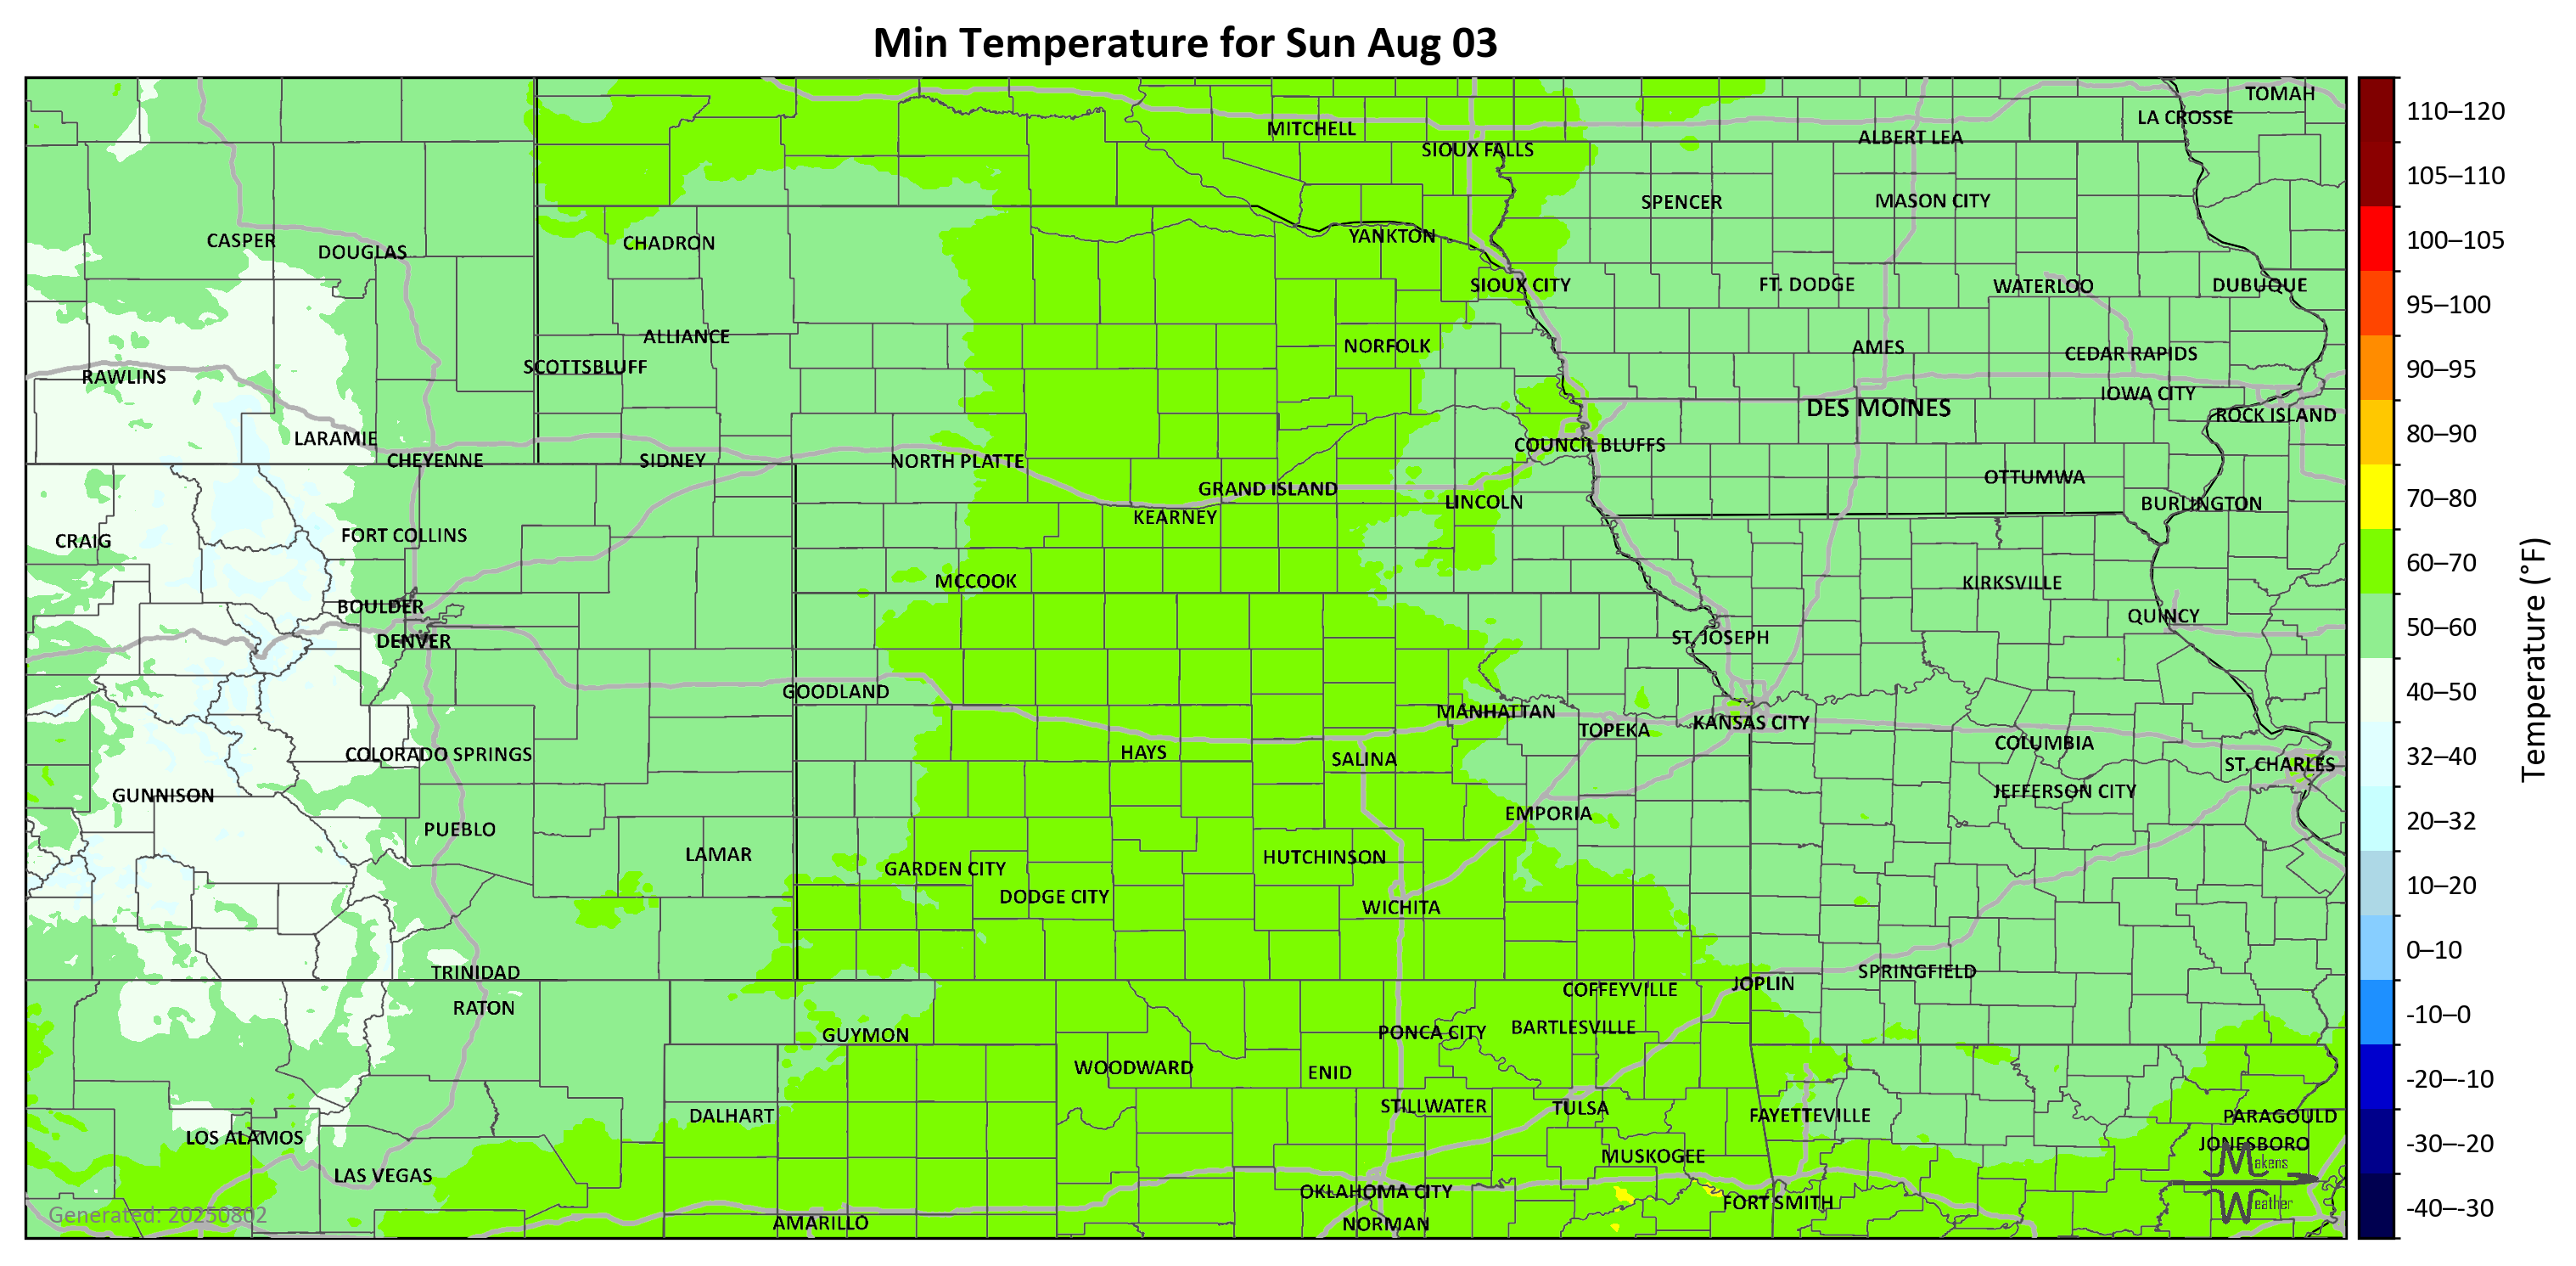 Min Temperature for Sun Aug 03
TOMAH
LA CROSSE
MITCHELL
ALBERT LEA
SIOUX FALLS
SPENCER
MASON CITY
CASPER
DOUGLAS
CHADRON
YANKTON
SIOUX CITY
FT. DODGE
WATERLOO
DUBUQUE
ALLIANCE
NORFOLK
AMES
CEDAR RAPIDS
SCOTTSBLUFF
RAWLINS
IOWA CITY
DES MOINES
ROCK ISLAND
LARAMIE
COUNCIL BLUFFS
CHEYENNE
SIDNEY
NORTH PLATTE
OTTUMWA
GRAND ISLAND
LINCOLN
BURLINGTON
KEARNEY
CRAIG
FORT COLLINS
MCCOOK
KIRKSVILLE
BOULDER
QUINCY
DENVER
ST. JOSEPH
GOODLAND
MANHATTAN
KANSAS CITY
TOPEKA
COLUMBIA
COLORADO SPRINGS
HAYS
SALINA
ST. CHARLES
GUNNISON
JEFFERSON CITY
EMPORIA
PUEBLO
LAMAR
HUTCHINSON
GARDEN CITY
DODGE CITY
WICHITA
TRINIDAD
SPRINGFIELD
JOPLIN
COFFEYVILLE
RATON
BARTLESVILLE
PONCA CITY
GUYMON
WOODWARD
ENID
STILLWATER
TULSA
DALHART
FAYETTEVILLE
PARAGOULD
LOS ALAMOS
JONESBORO
MUSKOGEE
LAS VEGAS
OKLAHOMA CITY
FORT SMITH
AMARILLO
NORMAN
Generated: 20250802
Makens
Weather
110–120
105–110
100–105
95–100
90–95
80–90
70–80
60–70
50–60
40–50
32–40
20–32
10–20
0–10
-10–0
-20–-10
-30–-20
-40–-30
Temperature (°F)